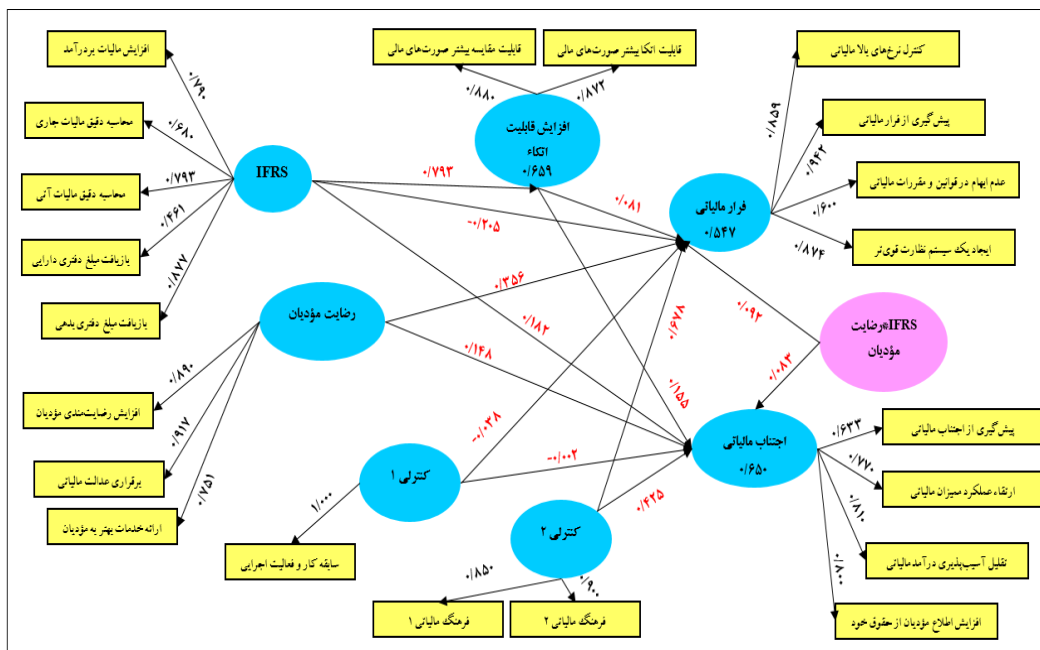 افزایش مالیات بر درآمد
محاسبه دقیق مالیات جاری
محاسبه دقیق مالیات آتی
بازیافت مبلغ دفتری دارایی
بازیافت مبلغ دفتری بدهی
۰/۷۹۰
۰/۶۸۰
۰/۷۹۳
۰/۴۶۱
۰/۸۷۷
IFRS
قابلیت مقایسه بیشتر صورت‌های مالی
قابلیت اتکا بیشتر صورت‌های مالی
۰/۸۸۰
۰/۸۷۲
افزایش قابلیت
اتکاء
۰/۶۵۹
کنترل نرخ‌های بالا مالیاتی
پیش‌گیری از فرار مالیاتی
عدم ابهام در قوانین و مقررات مالیاتی
ایجاد یک سیستم نظارت قوی‌تر
۰/۸۵۹
۰/۹۴۲
۰/۶۰۰
۰/۸۷۴
فرار مالیاتی
۰/۵۴۷
۰/۷۹۳
-۰/۲۰۵
۰/۰۸۱
۰/۳۵۶
۰/۱۸۲
۰/۱۴۸
۰/۶۷۸
۰/۱۵۵
-۰/۰۳۸
-۰/۰۰۲
۰/۴۲۵
۰/۰۹۲
۰/۰۸۳
IFRS*رضایت
مؤدیان
رضایت مؤدیان
۰/۸۹۰
۰/۹۱۷
۰/۷۵۱
افزایش رضایت‌مندی مؤدیان
برقراری عدالت مالیاتی
ارائه خدمات بهتر به مؤدیان
کنترلی ۱
۱/۰۰۰
سابقه کار و فعالیت اجرایی
کنترلی ۲
۰/۸۵۰
۰/۹۰۰
فرهنگ مالیاتی ۱
فرهنگ مالیاتی ۲
اجتناب مالیاتی
۰/۶۵۰
۰/۶۳۳
۰/۷۷۰
۰/۸۱۰
۰/۸۰۰
پیش‌گیری از اجتناب مالیاتی
ارتقاء عملکرد ممیزان مالیاتی
تقلیل آسیب‌پذیری درآمد مالیاتی
افزایش اطلاع مؤدیان از حقوق خود